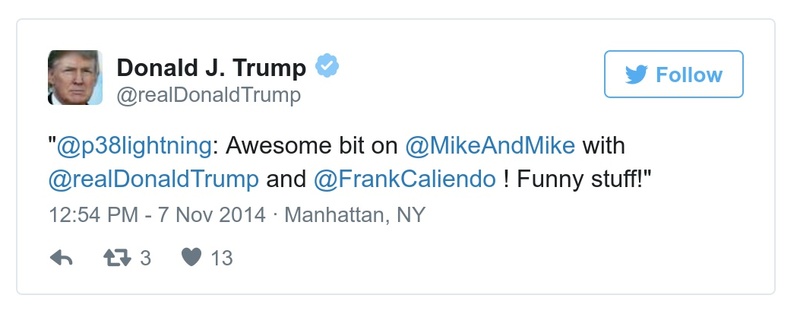 Donald J. Trump
@realDonaldTrump
Follow
"@p38lightning: Awesome bit on @MikeAndMike with
@realDonaldTrump and @FrankCaliendo ! Funny stuff!"
12:54 PM - 7 Nov 2014 · Manhattan, NY
3 13